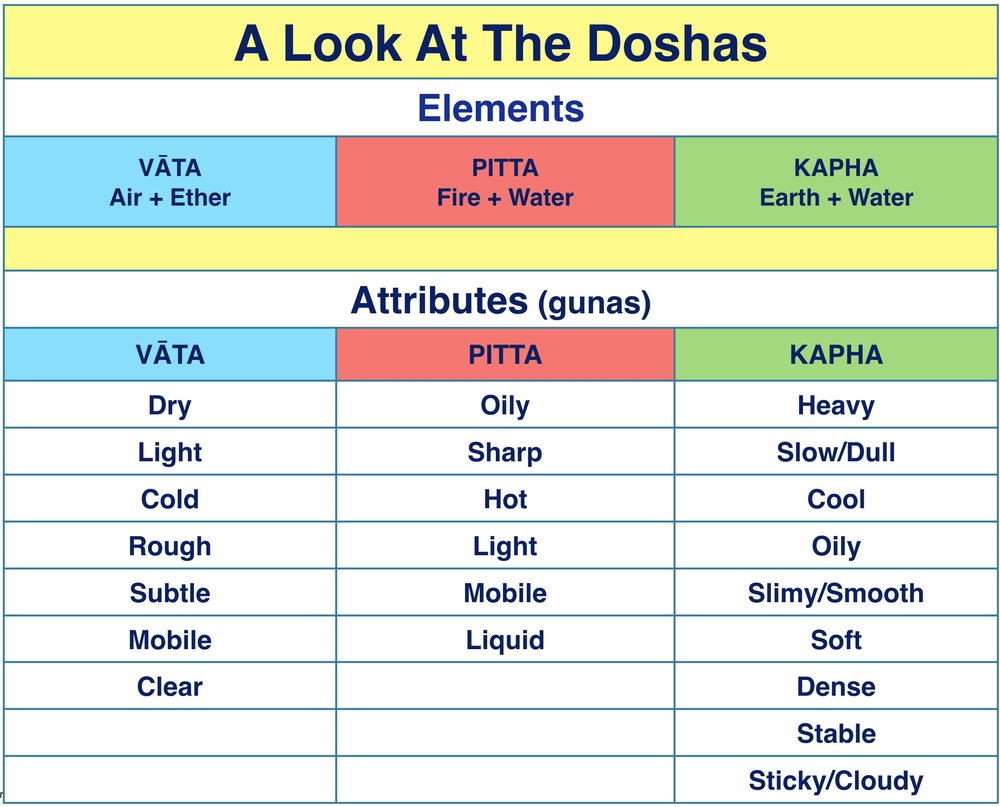 A Look At The Doshas
Elements
VĀTA PITTA KAPHA
Air + Ether Fire + Water Earth + Water
Attributes (gunas)
VĀTA PITTA KAPHA
Dry Oily Heavy
Light Sharp Slow/Dull
Cold Hot Cool
Rough Light Oily
Subtle Mobile Slimy/Smooth
Mobile Liquid Soft
Clear Dense
Stable
Sticky/Cloudy